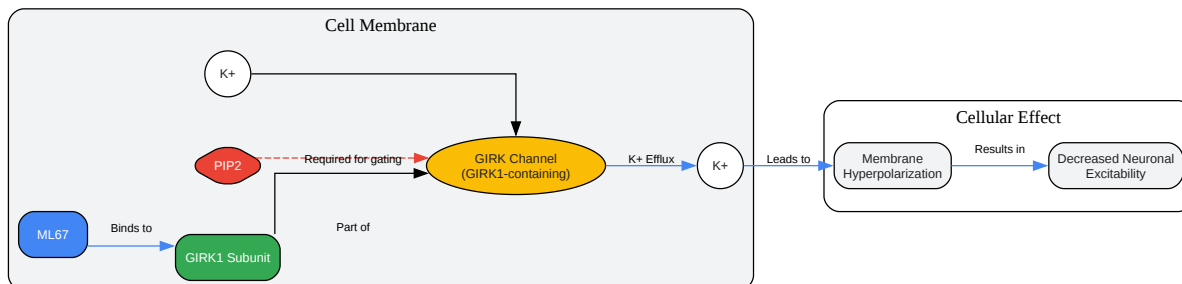 Cell Membrane
K+
PIP2
Required for gating
GIRK Channel
(GIRK1-containing)
K+ Efflux
K+
Leads to
Cellular Effect
Membrane
Hyperpolarization
Results in
Decreased Neuronal
Excitability
ML67
Binds to
GIRK1 Subunit
Part of